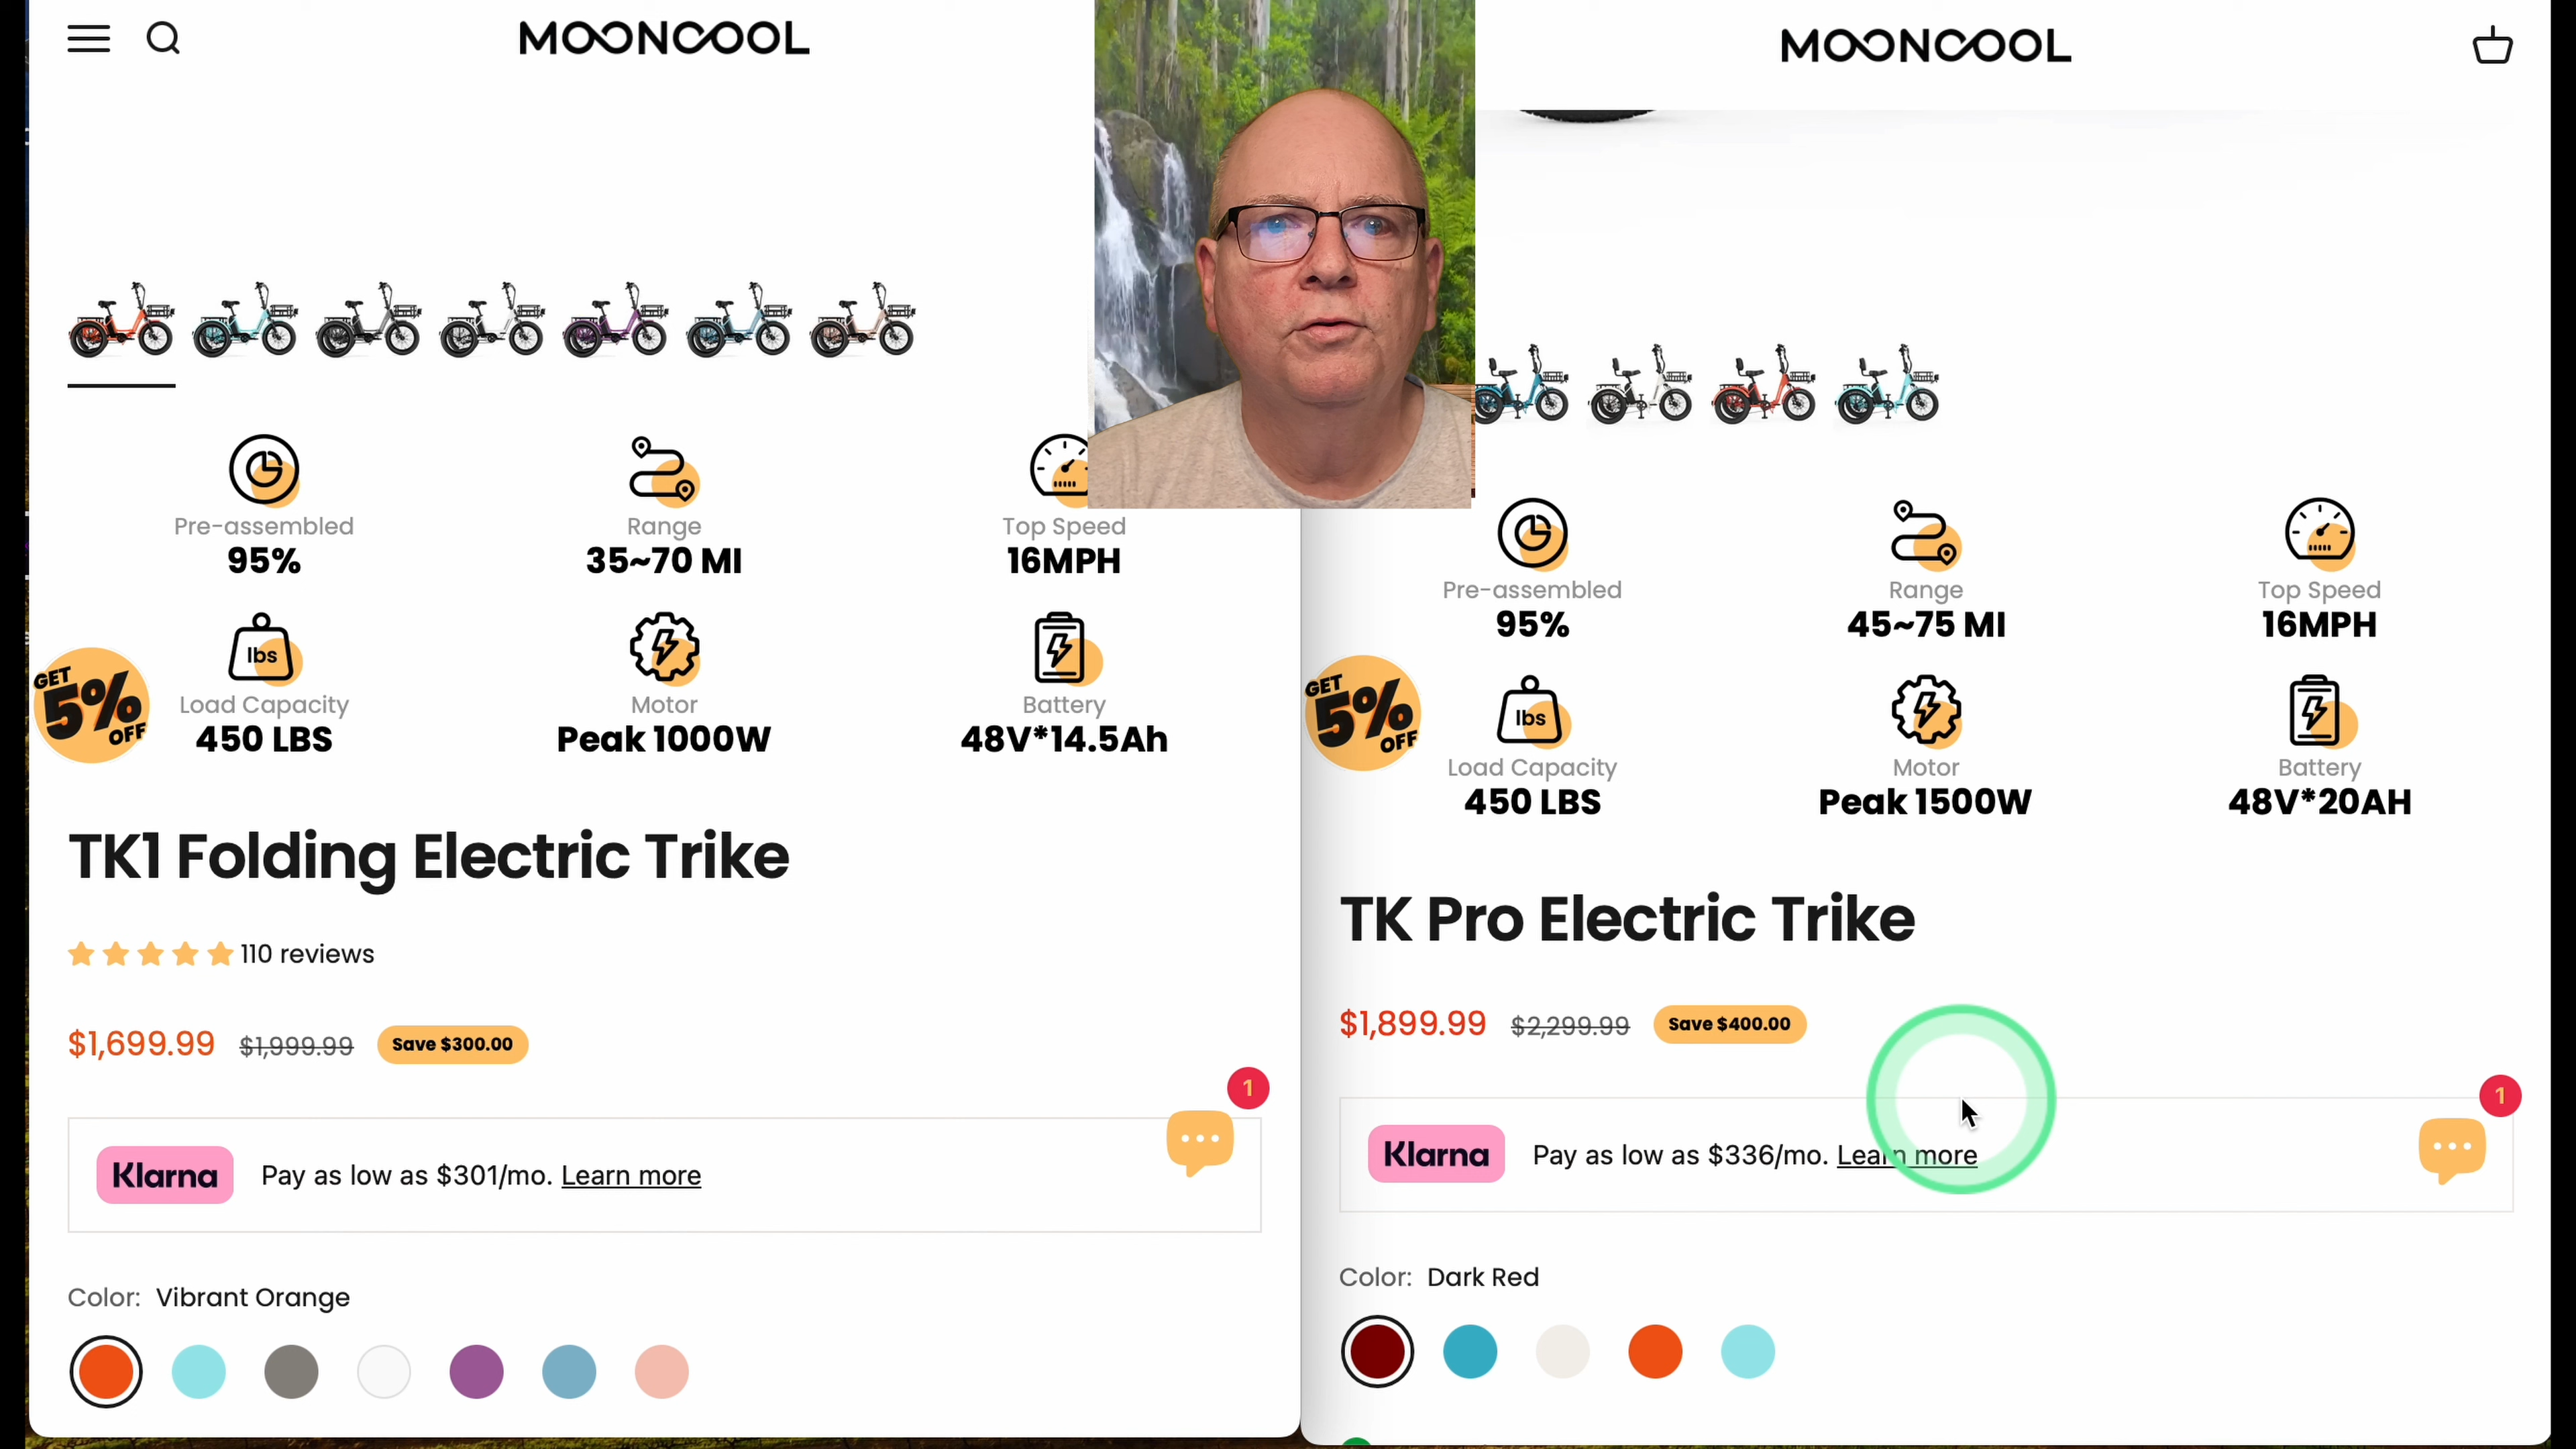 MOONCOOL
Pre-assembled
95%
Range
35~70 MI
Top Speed
16MPH
lbs
Load Capacity
450 LBS
Motor
Peak 1000W
Battery
48V*14.5Ah
GET
5%
OFF
TK1 Folding Electric Trike
110 reviews
$1,699.99 $1,999.99 Save $300.00
1
Klarna Pay as low as $301/mo. Learn more
Color: Vibrant Orange
MOONCOOL
Pre-assembled
95%
Range
45~75 MI
Top Speed
16MPH
lbs
Load Capacity
450 LBS
Motor
Peak 1500W
Battery
48V*20AH
GET
5%
OFF
TK Pro Electric Trike
$1,899.99 $2,299.99 Save $400.00
1
Klarna Pay as low as $336/mo. Learn more
Color: Dark Red